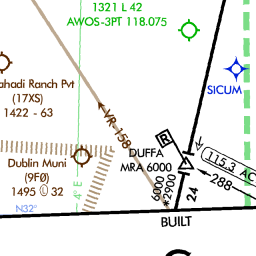 1321 L 42
AWOS-3PT 118.075
ahadi Ranch Pvt
(17XS)
1422 - 63
SICUM
VR-158
R
DUFFA
MRA 6000
115.3 AC
288
Dublin Muni
(9F0)
1495 L 32
4° E
6000
*2900
24
N32°
BUILT